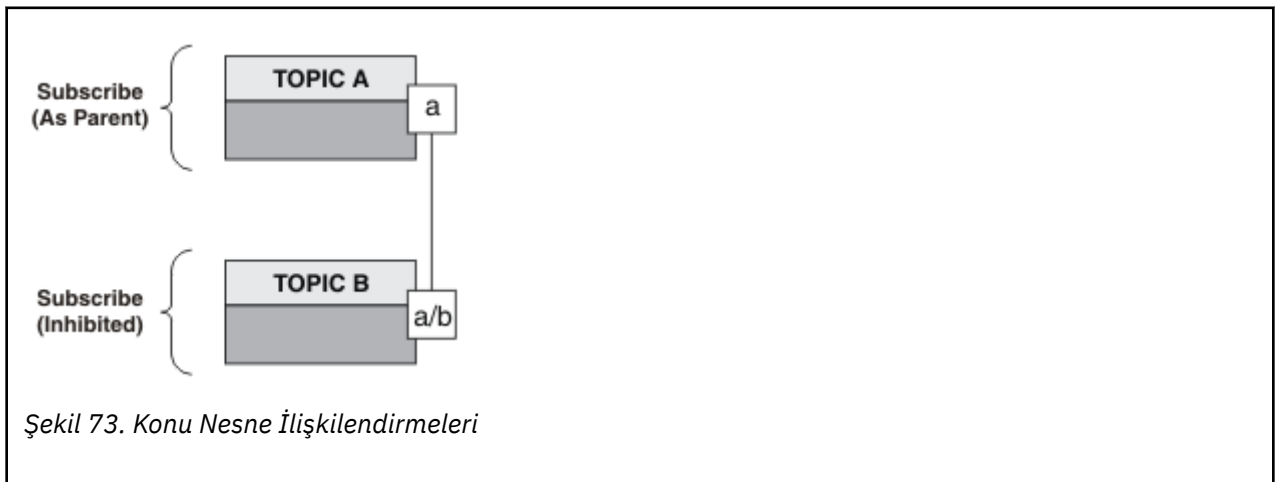 Subscribe
(As Parent)
TOPIC A
a
Subscribe
(Inhibited)
TOPIC B
a/b
Şekil 73. Konu Nesne İlişkilendirmeleri